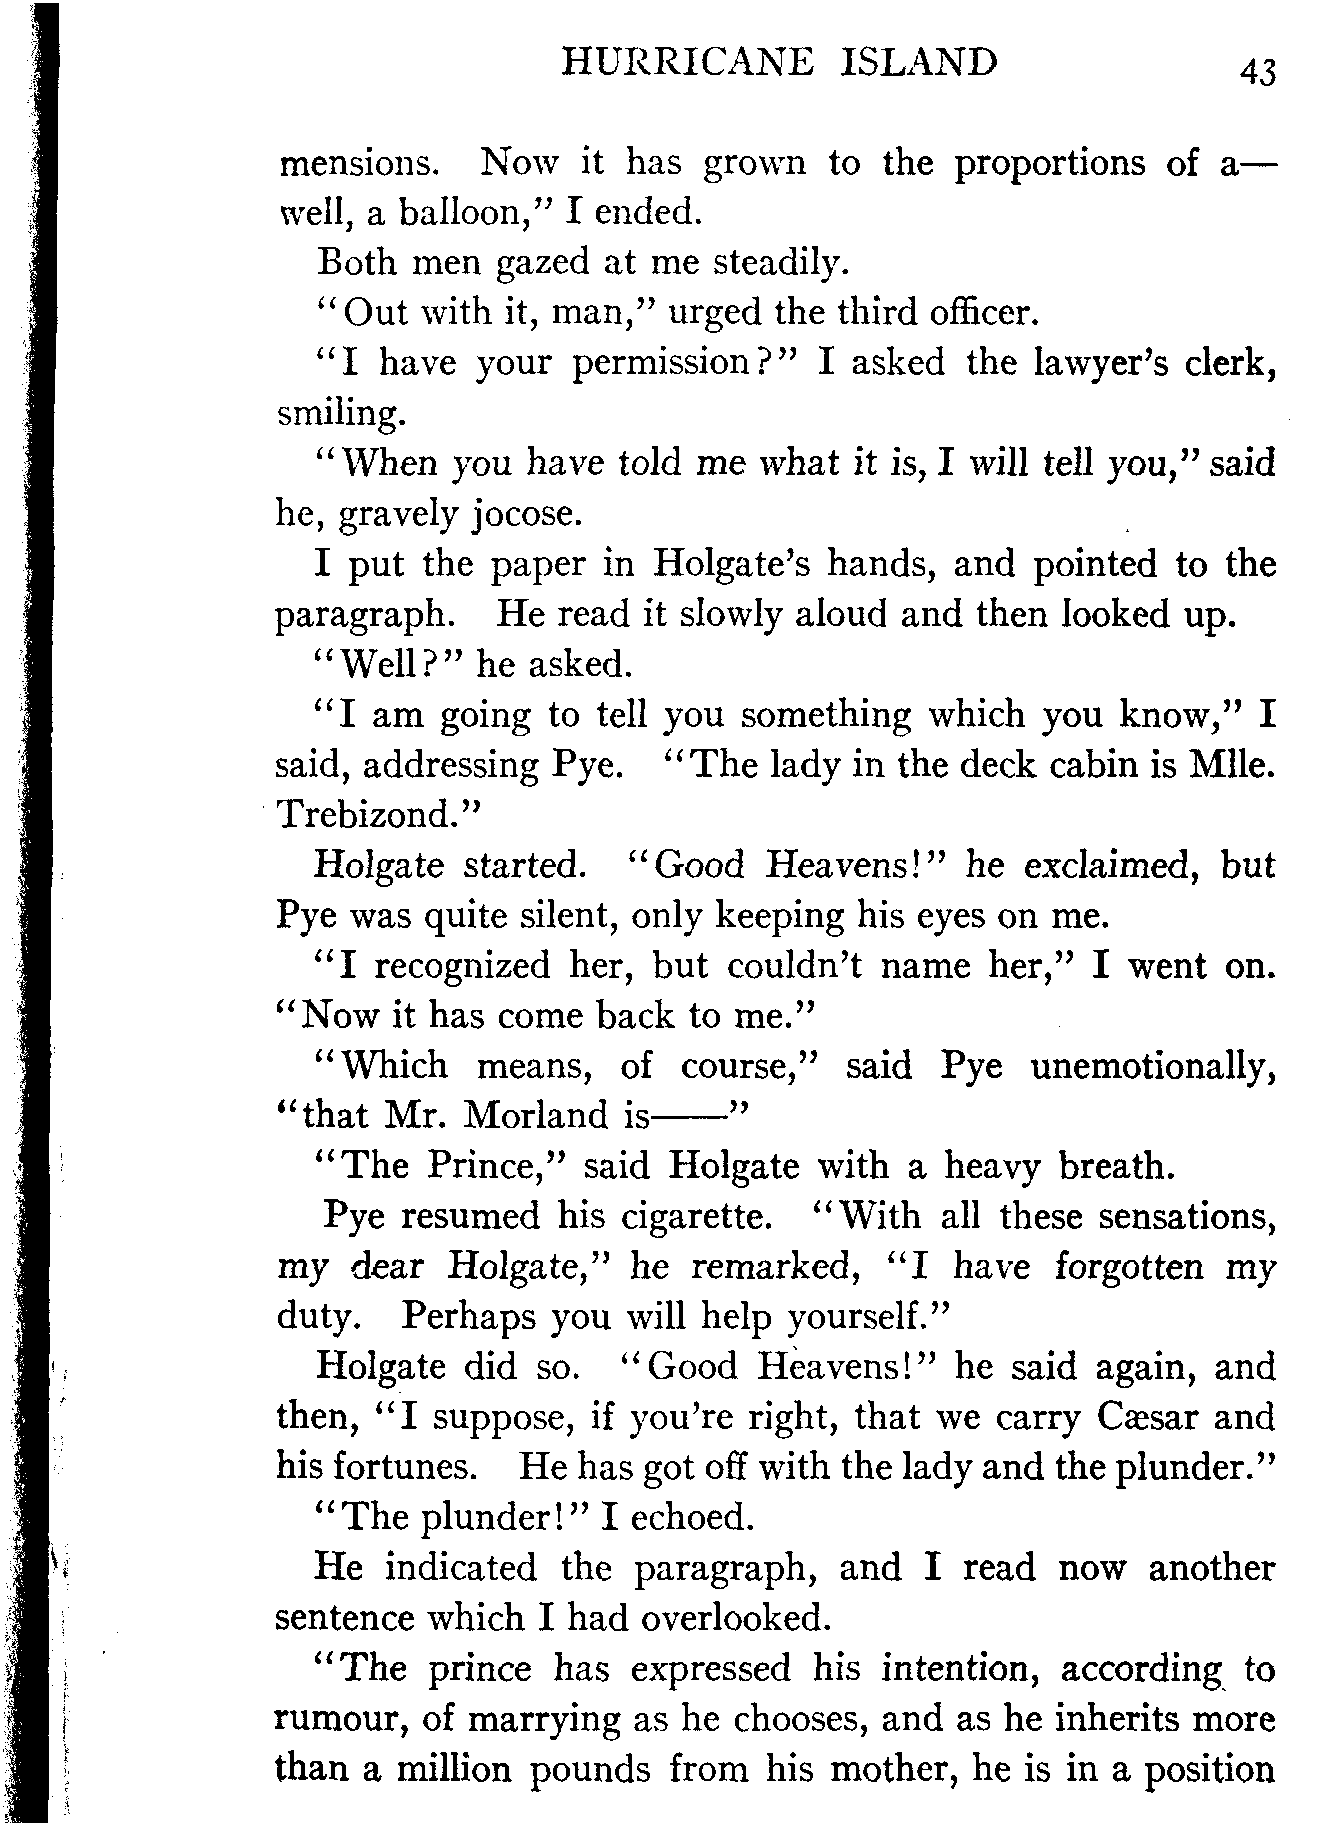 HURRICANE ISLAND 43
mensions. Now it has grown to the proportions of a—
well, a balloon," I ended.
Both men gazed at me steadily.
"Out with it, man," urged the third officer.
"I have your permission?" I asked the lawyer's clerk,
smiling.
"When you have told me what it is, I will tell you," said
he, gravely jocose.
I put the paper in Holgate's hands, and pointed to the
paragraph. He read it slowly aloud and then looked up.
"Well?" he asked.
"I am going to tell you something which you know," I
said, addressing Pye. "The lady in the deck cabin is Mlle.
Trebizond."
Holgate started. "Good Heavens!" he exclaimed, but
Pye was quite silent, only keeping his eyes on me.
"I recognized her, but couldn't name her," I went on.
"Now it has come back to me."
"Which means, of course," said Pye unemotionally,
"that Mr. Morland is——"
"The Prince," said Holgate with a heavy breath.
Pye resumed his cigarette. "With all these sensations,
my dear Holgate," he remarked, "I have forgotten my
duty. Perhaps you will help yourself."
Holgate did so. "Good Heavens!" he said again, and
then, "I suppose, if you're right, that we carry Cæsar and
his fortunes. He has got off with the lady and the plunder."
"The plunder!" I echoed.
He indicated the paragraph, and I read now another
sentence which I had overlooked.
"The prince has expressed his intention, according to
rumour, of marrying as he chooses, and as he inherits more
than a million pounds from his mother, he is in a position